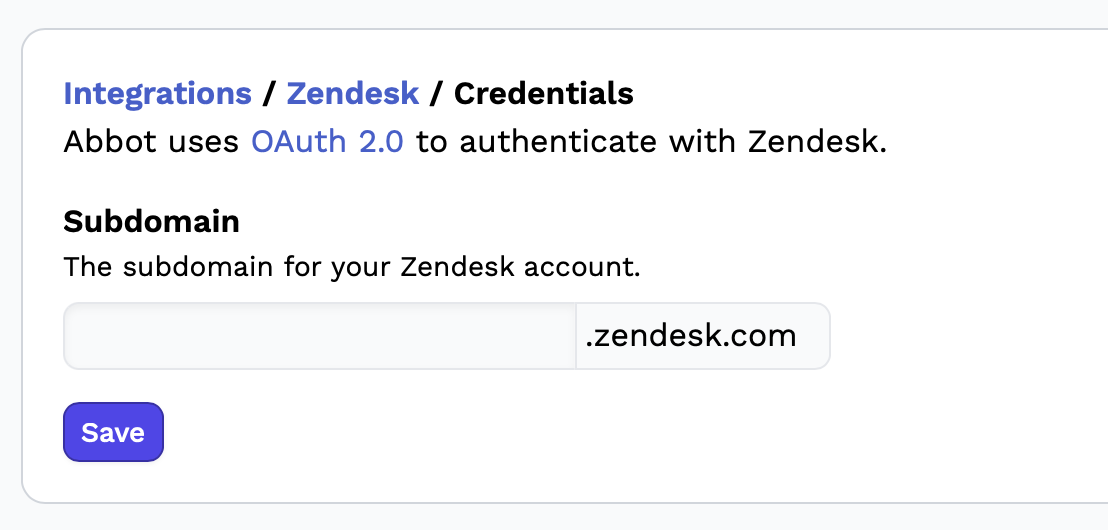 Integrations / Zendesk / Credentials
Abbot uses OAuth 2.0 to authenticate with Zendesk.
Subdomain
The subdomain for your Zendesk account.
.zendesk.com
Save